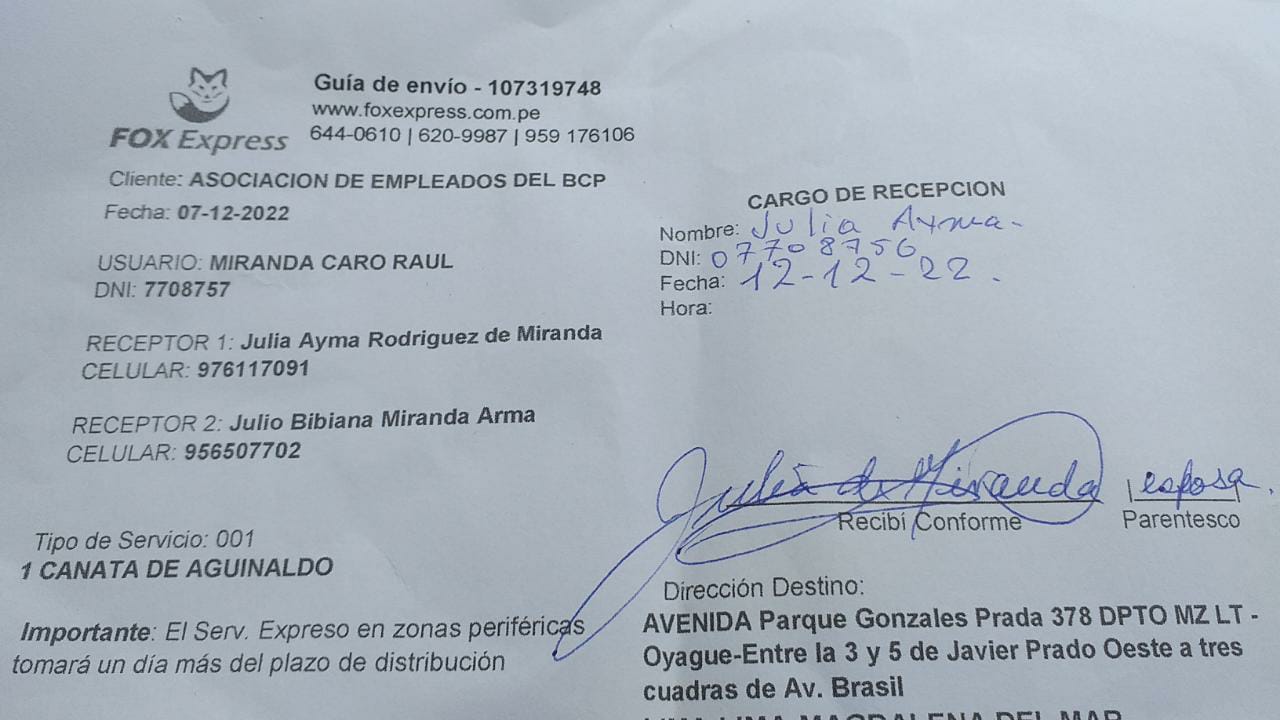 FOX Express
Guía de envío - 107319748
www.foxexpress.com.pe
644-0610 | 620-9987 | 959 176106
Cliente: ASOCIACION DE EMPLEADOS DEL BCP
Fecha: 07-12-2022
USUARIO: MIRANDA CARO RAUL
DNI: 7708757
RECEPTOR 1: Julia Ayma Rodriguez de Miranda
CELULAR: 976117091
RECEPTOR 2: Julio Bibiana Miranda Arma
CELULAR: 956507702
Tipo de Servicio: 001
1 CANATA DE AGUINALDO
Importante: El Serv. Expreso en zonas periféricas
tomará un día más del plazo de distribución
CARGO DE RECEPCION
Nombre: Julia Ayma.
DNI: 07708756
Fecha: 12-12-22.
Hora:
Julia de Miranda esposa.
Recibí Conforme Parentesco
Dirección Destino:
AVENIDA Parque Gonzales Prada 378 DPTO MZ LT -
Oyague-Entre la 3 y 5 de Javier Prado Oeste a tres
cuadras de Av. Brasil
LIMA-LIMA-MAGDALENA DEL MAR